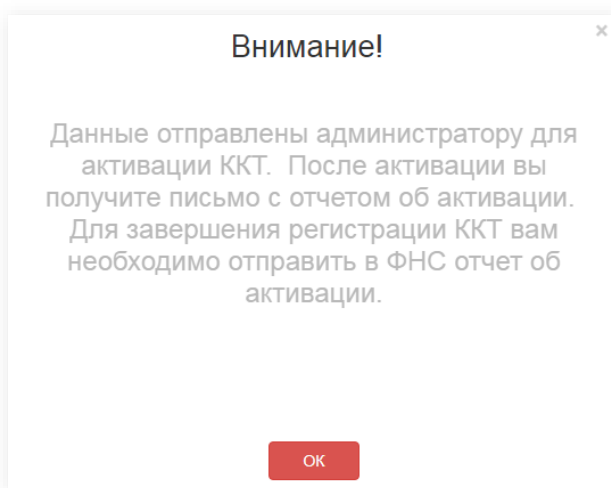 Внимание!
Данные отправлены администратору для
активации ККТ.  После активации вы
получите письмо с отчетом об активации.
Для завершения регистрации ККТ вам
необходимо отправить в ФНС отчет об
активации.
ОК